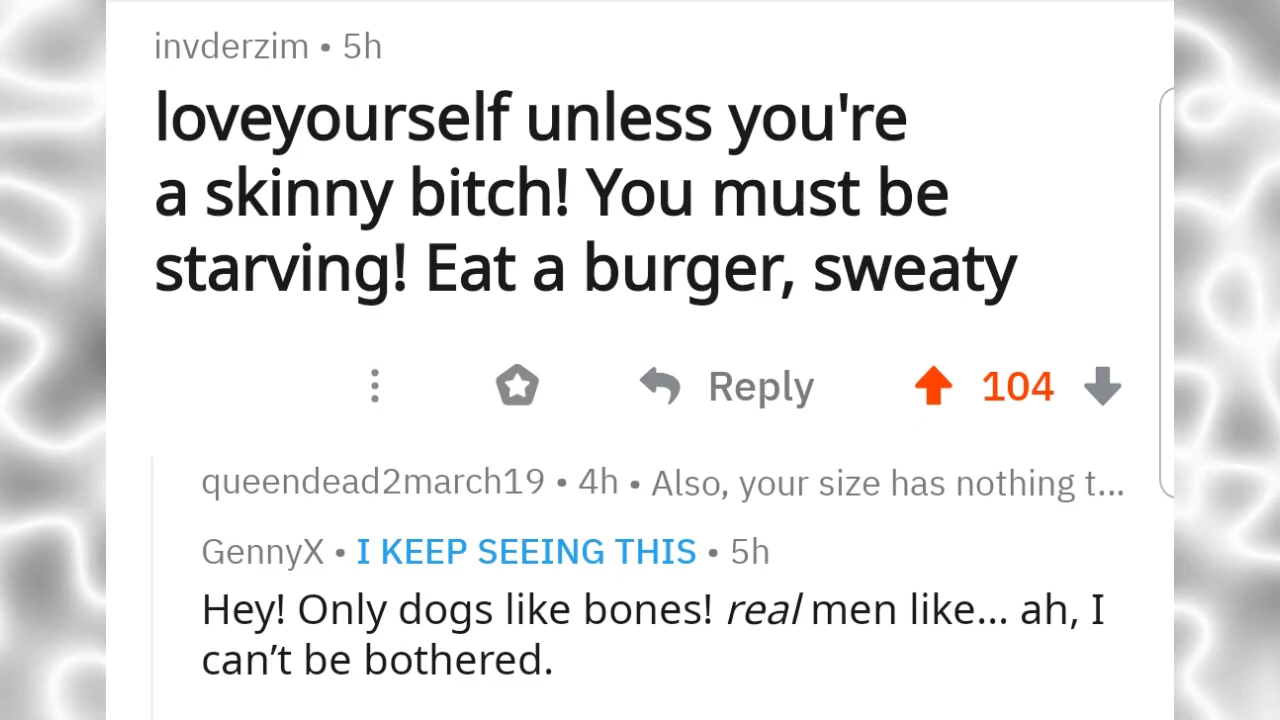 invderzim • 5h
loveyourself unless you're
a skinny bitch! You must be
starving! Eat a burger, sweaty
Reply 104
queendead2march19 • 4h • Also, your size has nothing t...
GennyX • I KEEP SEEING THIS • 5h
Hey! Only dogs like bones! real men like... ah, I
can’t be bothered.